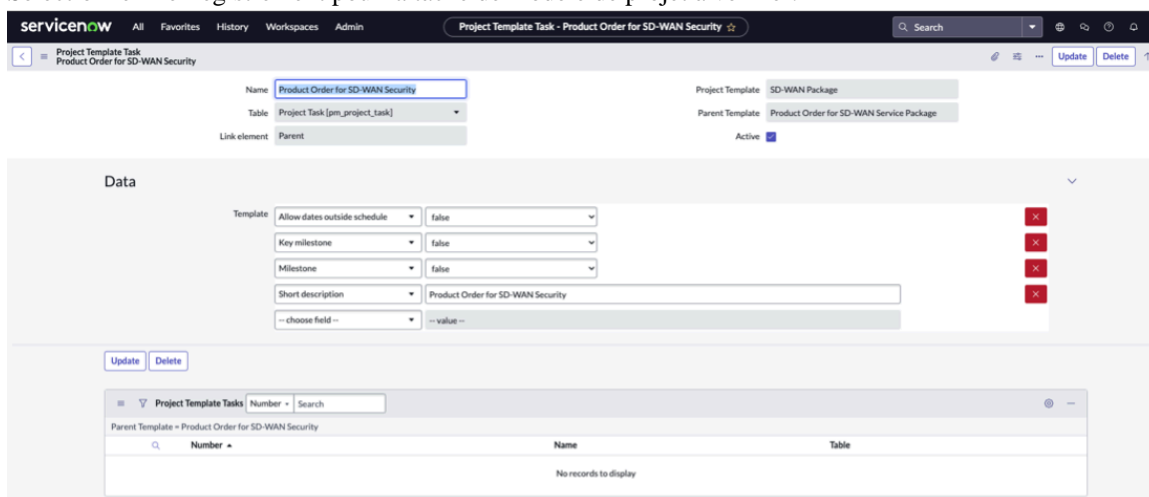 servicenow All Favorites History Workspaces Admin Project Template Task - Product Order for SD-WAN Security Search
Project Template Task
Product Order for SD-WAN Security
Update Delete
Name Product Order for SD-WAN Security Project Template SD-WAN Package
Table Project Task [pm_project_task] Parent Template Product Order for SD-WAN Service Package
Link element Parent Active
Data
Template Allow dates outside schedule false
Key milestone false
Milestone false
Short description Product Order for SD-WAN Security
-- choose field -- -- value --
Update Delete
Project Template Tasks Number Search
Parent Template = Product Order for SD-WAN Security
Number Name Table
No records to display